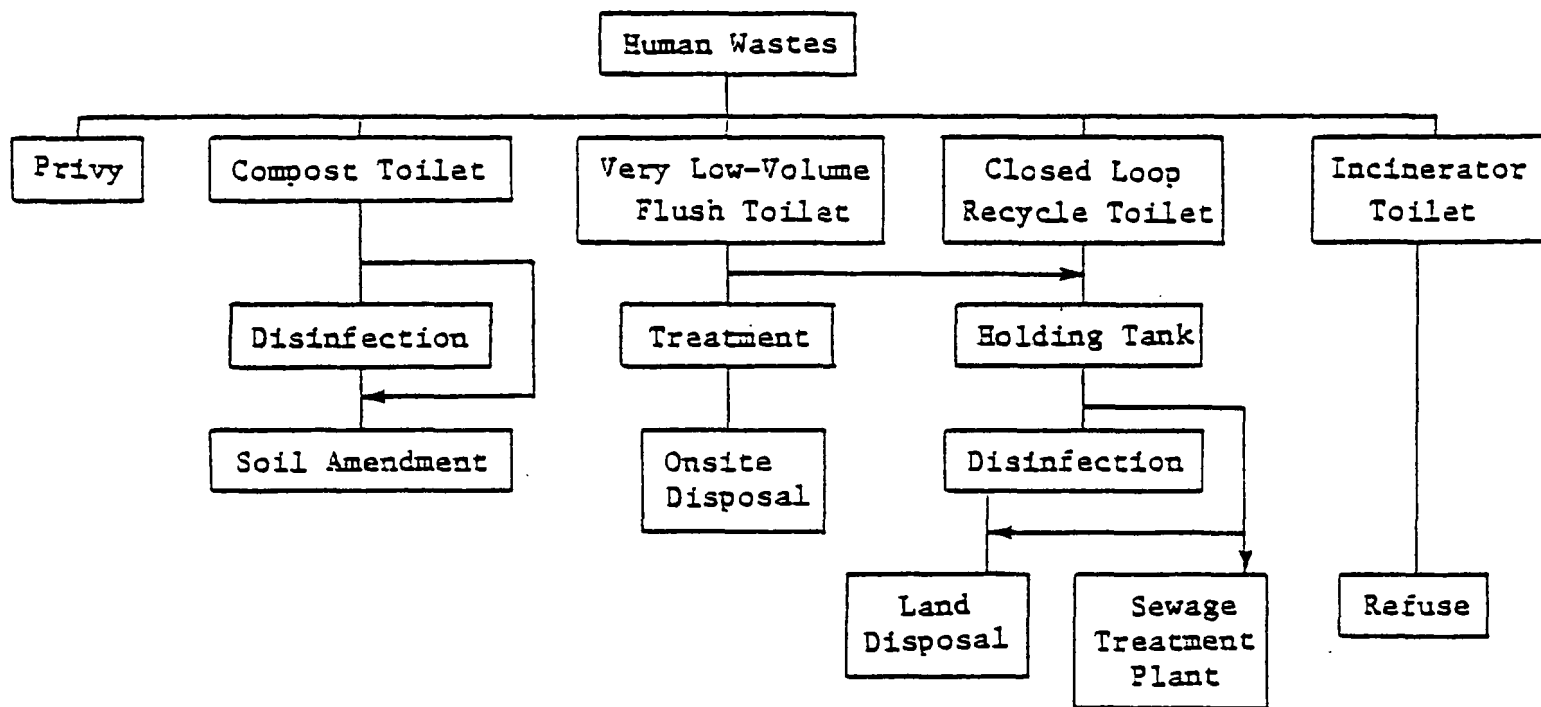 Human Wastes
Privy
Compost Toilet
Very Low-Volume
Flush Toilet
Closed Loop
Recycle Toilet
Incinerator
Toilet
Disinfection
Treatment
Holding Tank
Soil Amendment
Onsite
Disposal
Disinfection
Land
Disposal
Sewage
Treatment
Plant
Refuse